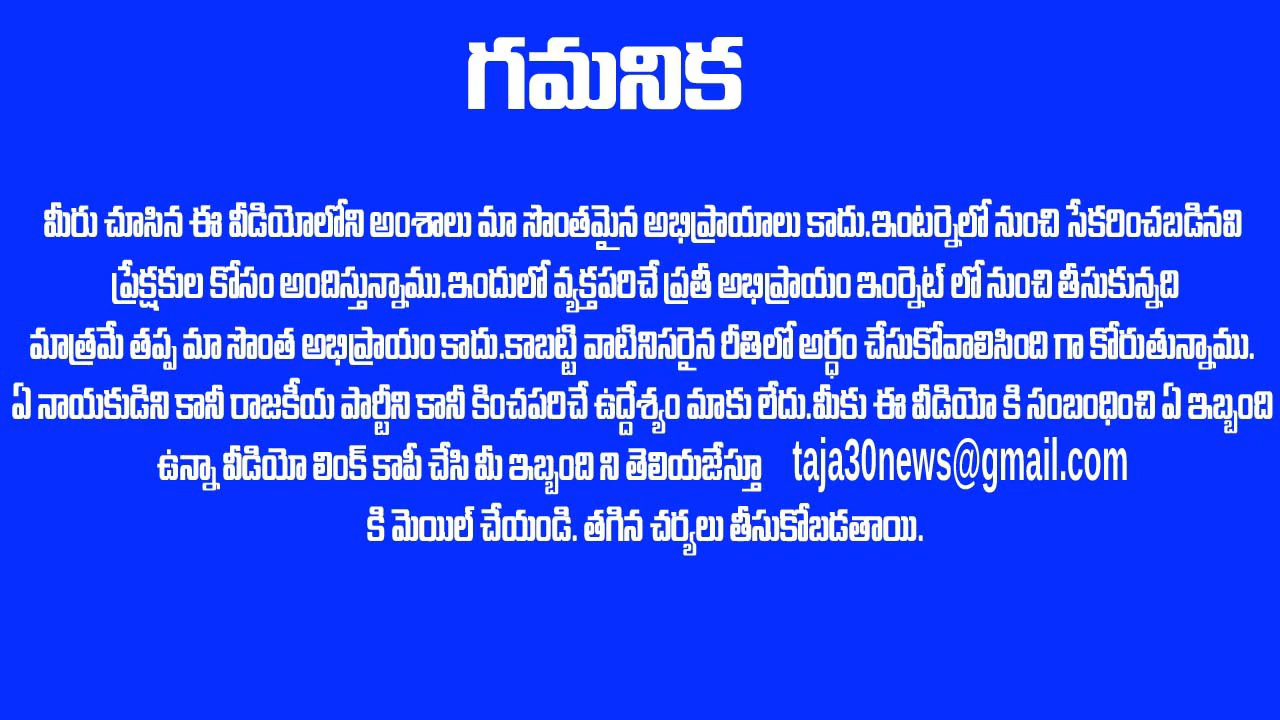 గమనిక
మీరు చూసిన ఈ వీడియోలోని అంశాలు మా సొంతమైన అభిప్రాయాలు కాదు.ఇంటర్నెలో నుంచి సేకరించబడినవి
ప్రేక్షకుల కోసం అందిస్తున్నాము.ఇందులో వ్యక్తపరిచే ప్రతీ అభిప్రాయం ఇంర్నెట్ లో నుంచి తీసుకున్నది
మాత్రమే తప్ప మా సొంత అభిప్రాయం కాదు.కాబట్టి వాటినిసరైన రీతిలో అర్ధం చేసుకోవాలిసింది గా కోరుతున్నాము.
ఏ నాయకుడిని కానీ రాజకీయ పార్టీని కానీ కించపరిచే ఉద్దేశ్యం మాకు లేదు.మీకు ఈ వీడియో కి సంబంధించి ఏ ఇబ్బంది
ఉన్నా వీడియో లింక్ కాపీ చేసి మీ ఇబ్బంది ని తెలియజేస్తూ taja30news@gmail.com
కి మెయిల్ చేయండి. తగిన చర్యలు తీసుకోబడతాయి.